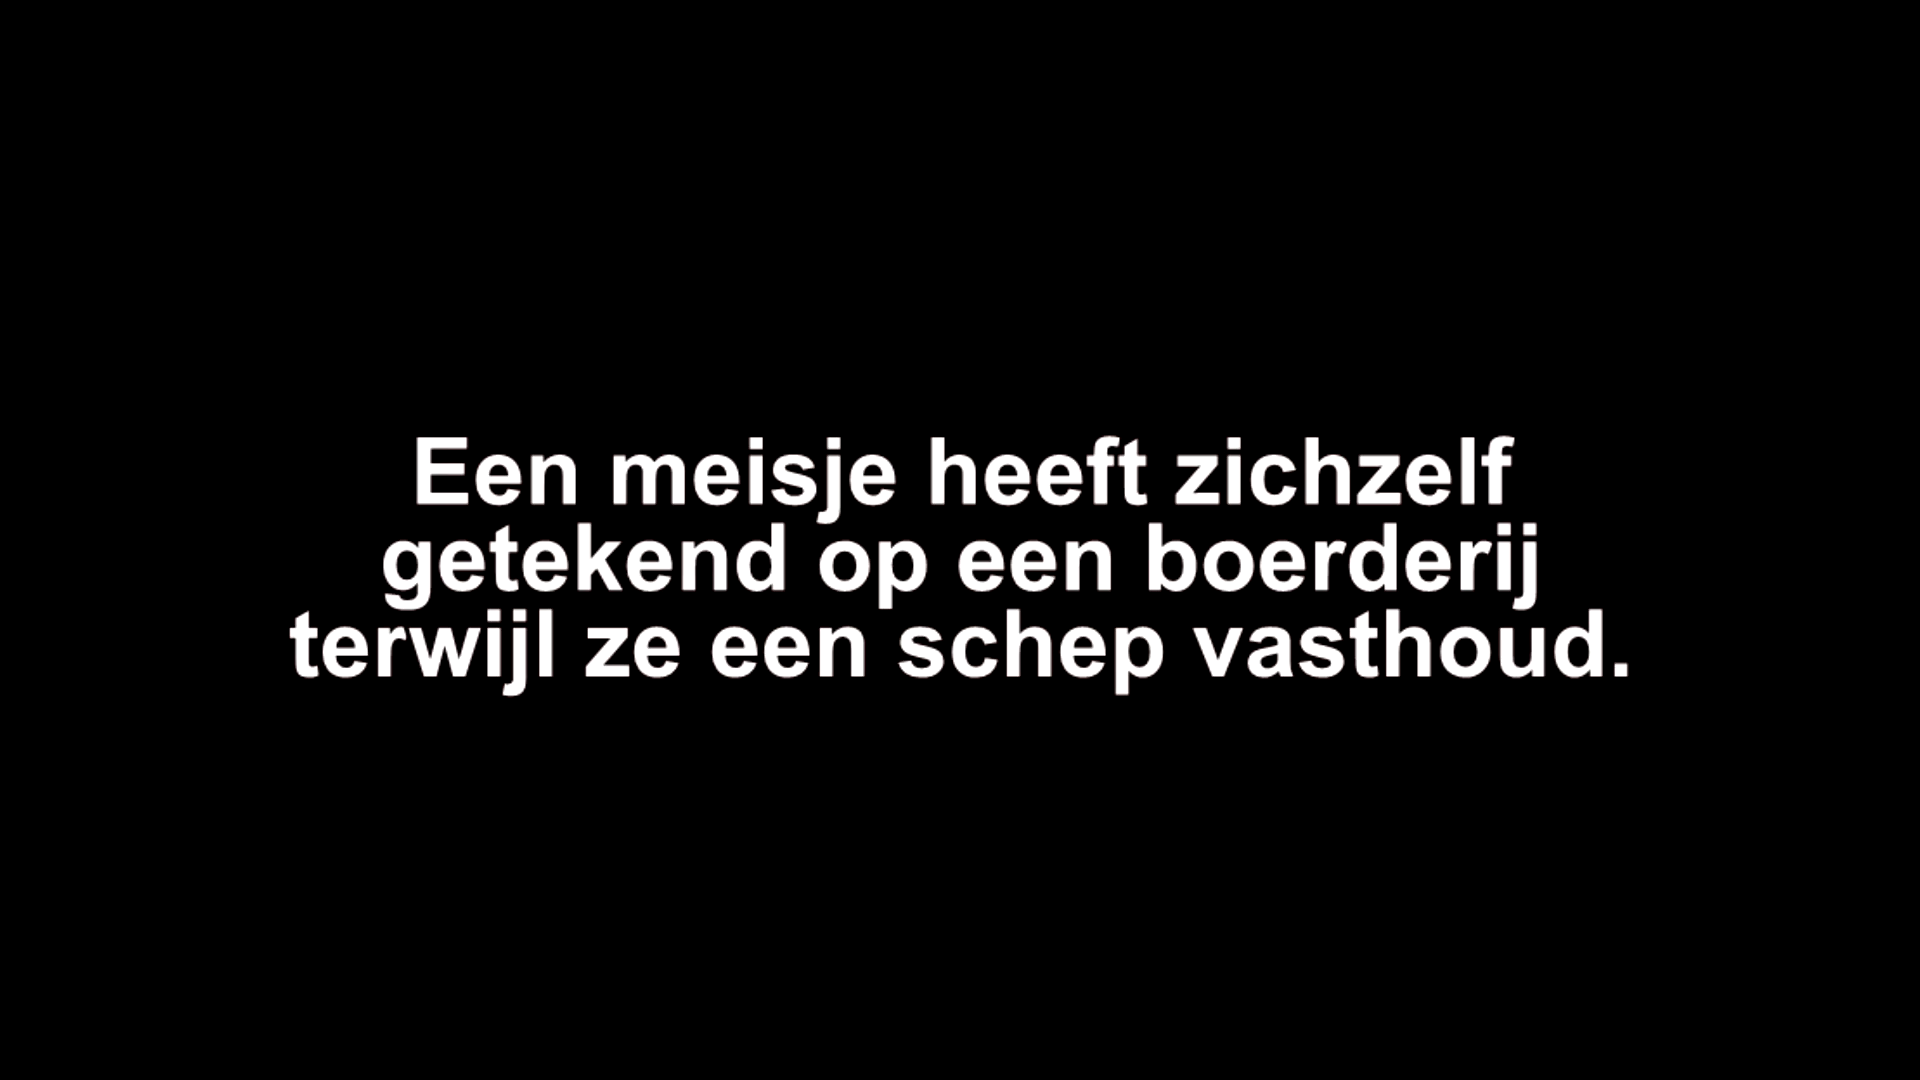 Een meisje heeft zichzelf
getekend op een boerderij
terwijl ze een schep vasthoud.